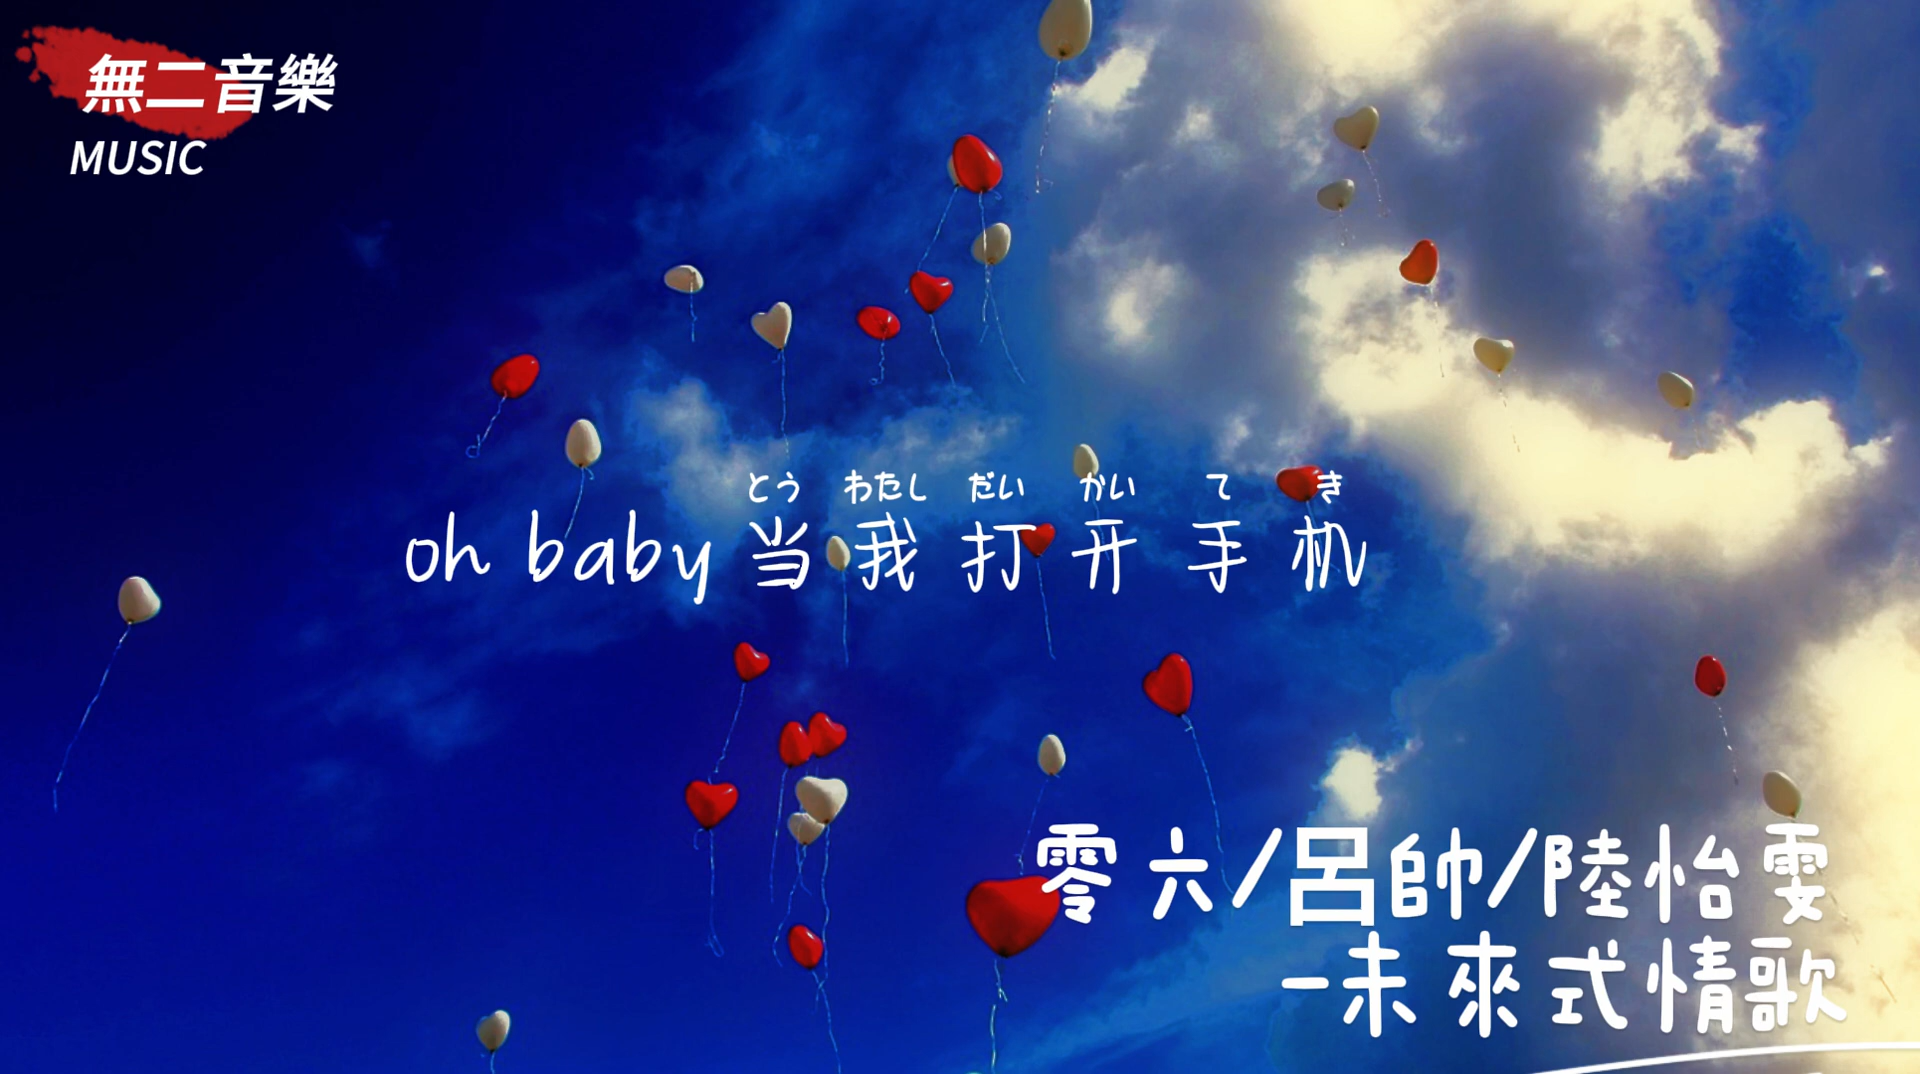 無二音樂
MUSIC
とう わたし だい かい て き
oh baby 当 我 打 开 手 机
零六/呂帥/陸怡雯
-未來式情歌